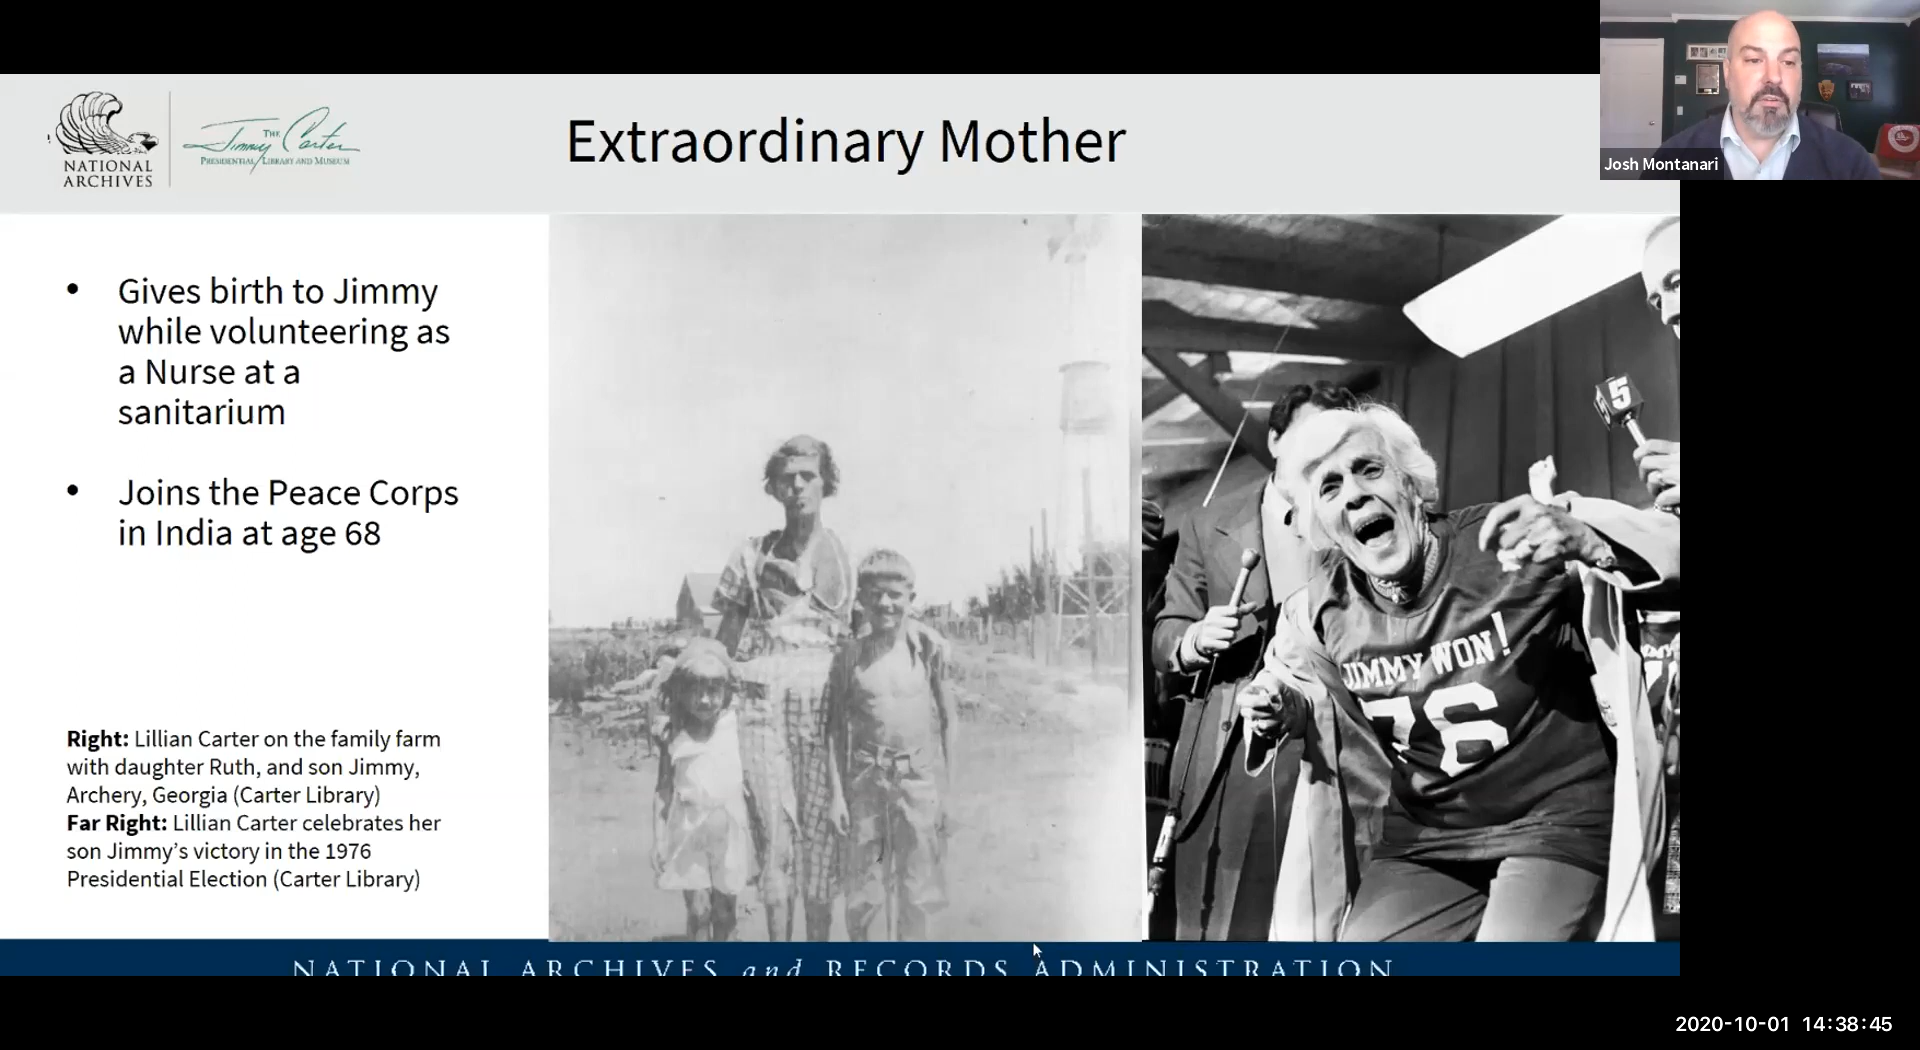 NATIONAL
ARCHIVES
THE
Jimmy Carter
PRESIDENTIAL LIBRARY AND MUSEUM
Extraordinary Mother
Josh Montanari
• Gives birth to Jimmy
while volunteering as
a Nurse at a
sanitarium
• Joins the Peace Corps
in India at age 68
Right: Lillian Carter on the family farm
with daughter Ruth, and son Jimmy,
Archery, Georgia (Carter Library)
Far Right: Lillian Carter celebrates her
son Jimmy’s victory in the 1976
Presidential Election (Carter Library)
5
JIMMY WON!
76
NATIONAL ARCHIVES and RECORDS ADMINISTRATION
2020-10-01 14:38:45